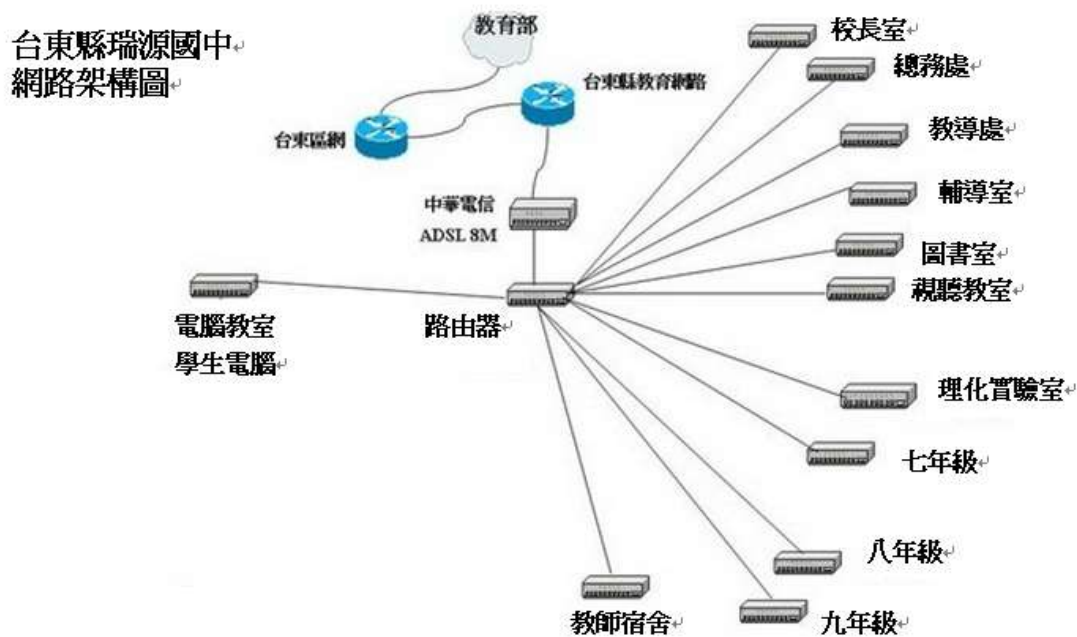 台東縣瑞源國中
網路架構圖
教育部
台東縣教育網路
台東區網
中華電信
ADSL 8M
路由器
電腦教室
學生電腦
校長室
總務處
教導處
輔導室
圖書室
視聽教室
理化實驗室
七年級
八年級
九年級
教師宿舍